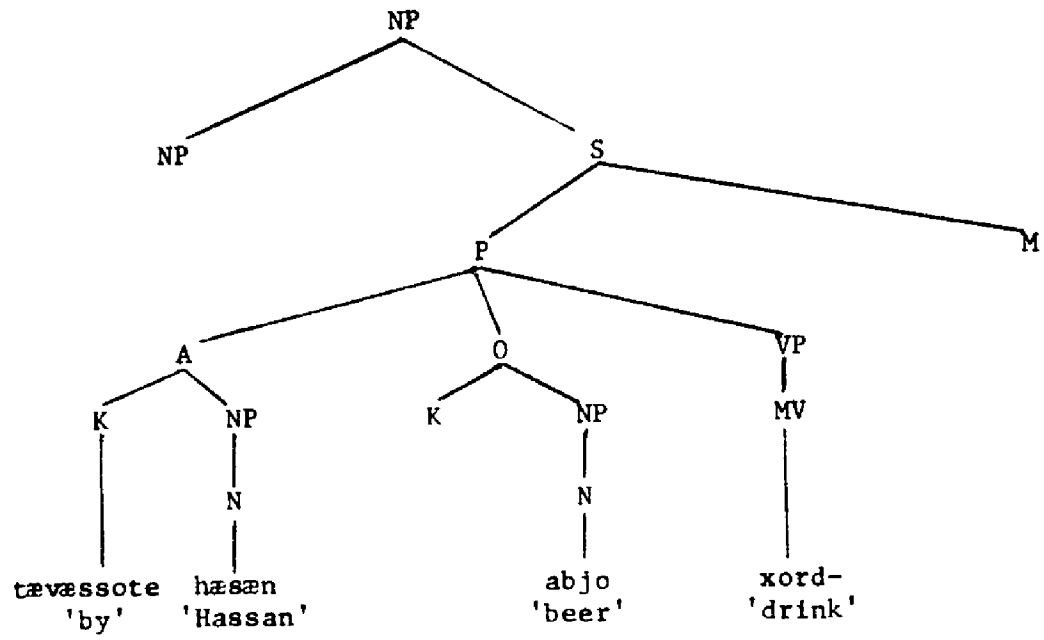 NP
NP S
P M
A O VP
K NP K NP MV
N N
tævæssote hæsæn abjo xord-
'by' 'Hassan' 'beer' 'drink'